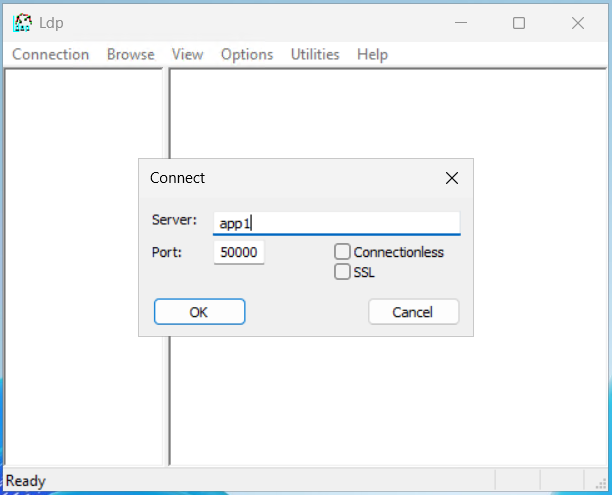 Ldp
Connection Browse View Options Utilities Help
Connect
Server: app1
Port: 50000 Connectionless
SSL
OK Cancel
Ready